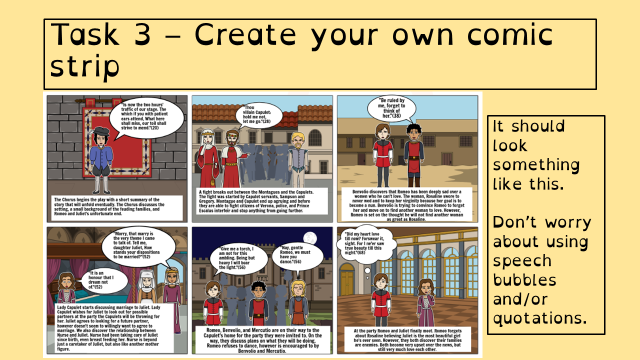 Task 3 – Create your own comic
strip
"Is now the two hours'
traffic of our stage. The
which if you with patient
ears attend, What here
shall miss, our toil shall
strive to mend"(20)
The Chorus begins the play with a short summary of the
story that will unfold eventually. The Chorus discusses the
setting, a small background of the feuding families, and
Romeo and Juliet's unfortunate end.
"Thou
villain Capulet!
hold me not,
let me go"(28)
A fight breaks out between the Montagues and the Capulets.
The fight was started by Capulet servants, Sampson and
Gregory. Montague and Capulet end up agreeing and before
they are able to fight citizens of Verona, police, and Prince
Escalus interfere and stop anything from going further.
"Be ruled by
me, forget to
think of
her."(38)
Benvolio discovers that Romeo has been deeply sad over a
woman who he can't love. The woman, Rosaline swore to
never wed and to keep her virginity because her goal is to
become a nun. Benvolio is trying to convince Romeo to forget
her and move on to find another woman to love. However,
Romeo is set on the thought he will not find another woman
as great as Rosaline.
It should
look
something
like this.
Don't worry
about using
speech
bubbles
and/or
quotations.
"Marry, that marry is
the very theme I came
to talk of. Tell me,
daughter Juliet, How
stands your dispositions
to be married?"(52)
"It is an
honour that I
dream not
of."(52)
Lady Capulet starts discussing marriage to Juliet. Lady
Capulet wishes for Juliet to look out for possible
partners at the party the Capulets will be throwing for
her. Juliet agrees to looking for a future partner,
however doesn't seem to willingly want to agree to
marriage. We also discover the relationship between
Nurse and Juliet. Nurse had been taking care of Juliet
since birth, even breast feeding her. Nurse is beyond
just a caretaker of Juliet, but also like another mother
figure.
"Give me a torch, I
am not for this
ambling. Being but
heavy I will bear
the light."(56)
"Nay, gentle
Romeo, we must
have you
dance."(56)
Romeo, Benvolio, and Mercutio are on their way to the
Capulet's home for the party they were invited to. On the
way, they discuss plans on what they will be doing.
Romeo refuses to dance, however is encouraged to by
Benvolio and Mercutio.
"Did my heart love
till now? Forswear it,
sight. For I ne'er saw
true beauty till this
night"(68)
At the party Romeo and Juliet finally meet. Romeo forgets
about Rosaline believing Juliet is the most beautiful girl
he's ever seen. However, they both discover their families
are enemies. Both become very upset over the news, but
still very much love each other.